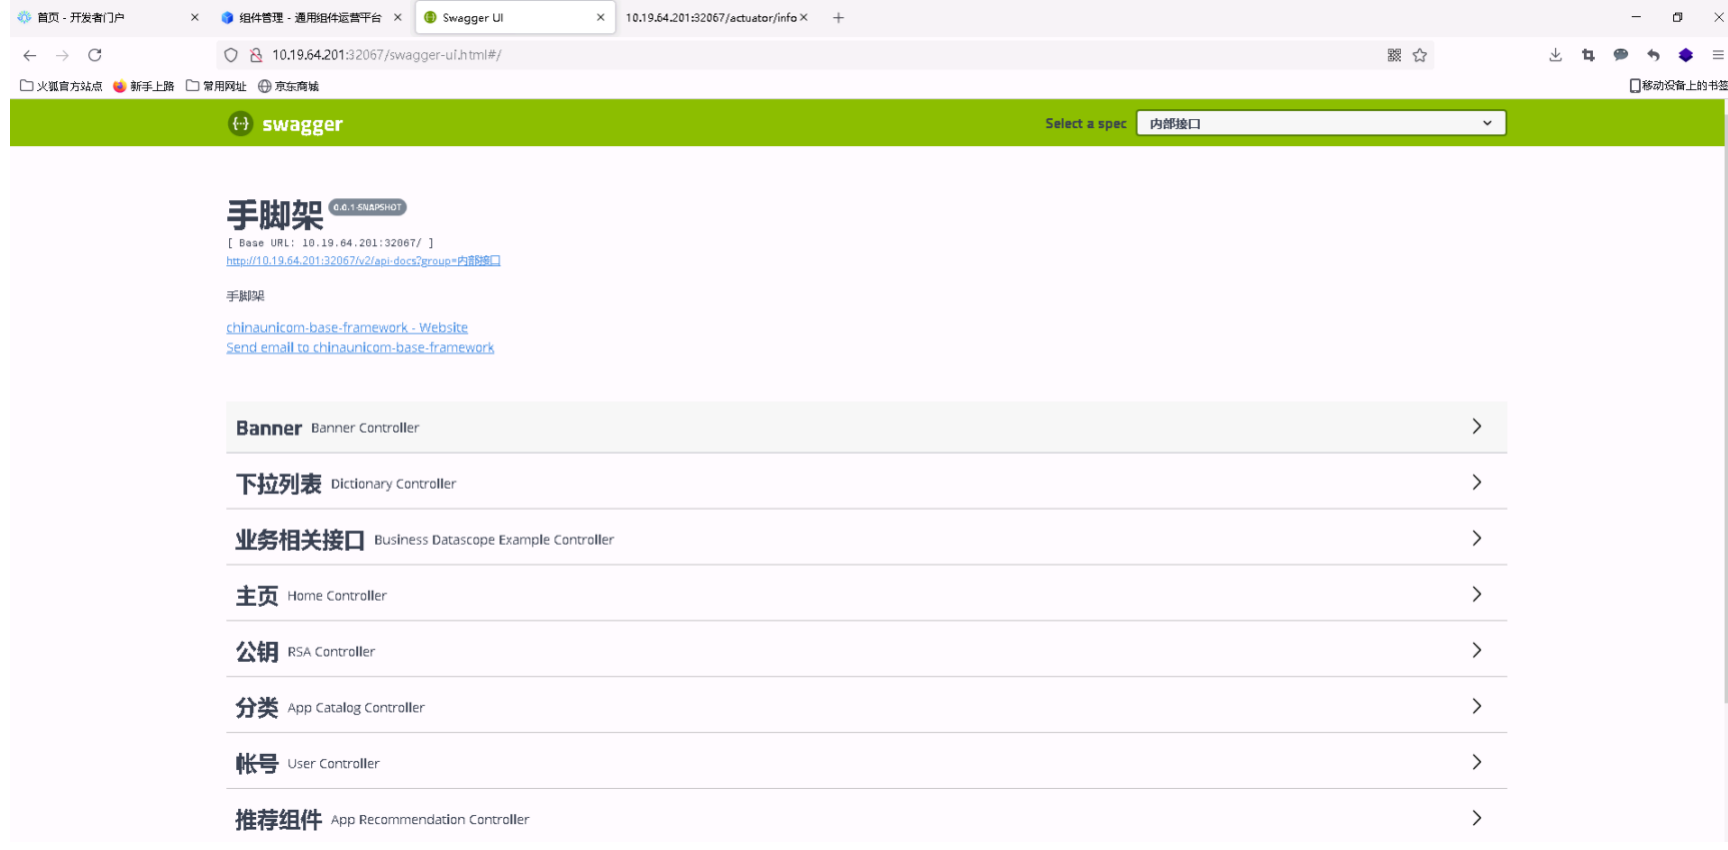 首页 - 开发者门户
组件管理 - 通用组件运营平台
Swagger UI
10.19.64.201:32067/actuator/info
10.19.64.201:32067/swagger-ui.html#/
火狐官方站点 新手上路 常用网址 京东商城 移动设备上的书签
swagger Select a spec 内部接口
手脚架 0.0.1-SNAPSHOT
[ Base URL: 10.19.64.201:32067/ ]
http://10.19.64.201:32067/v2/api-docs?group=内部接口
手脚架
chinaunicom-base-framework - Website
Send email to chinaunicom-base-framework
Banner Banner Controller
下拉列表 Dictionary Controller
业务相关接口 Business Datascope Example Controller
主页 Home Controller
公钥 RSA Controller
分类 App Catalog Controller
帐号 User Controller
推荐组件 App Recommendation Controller